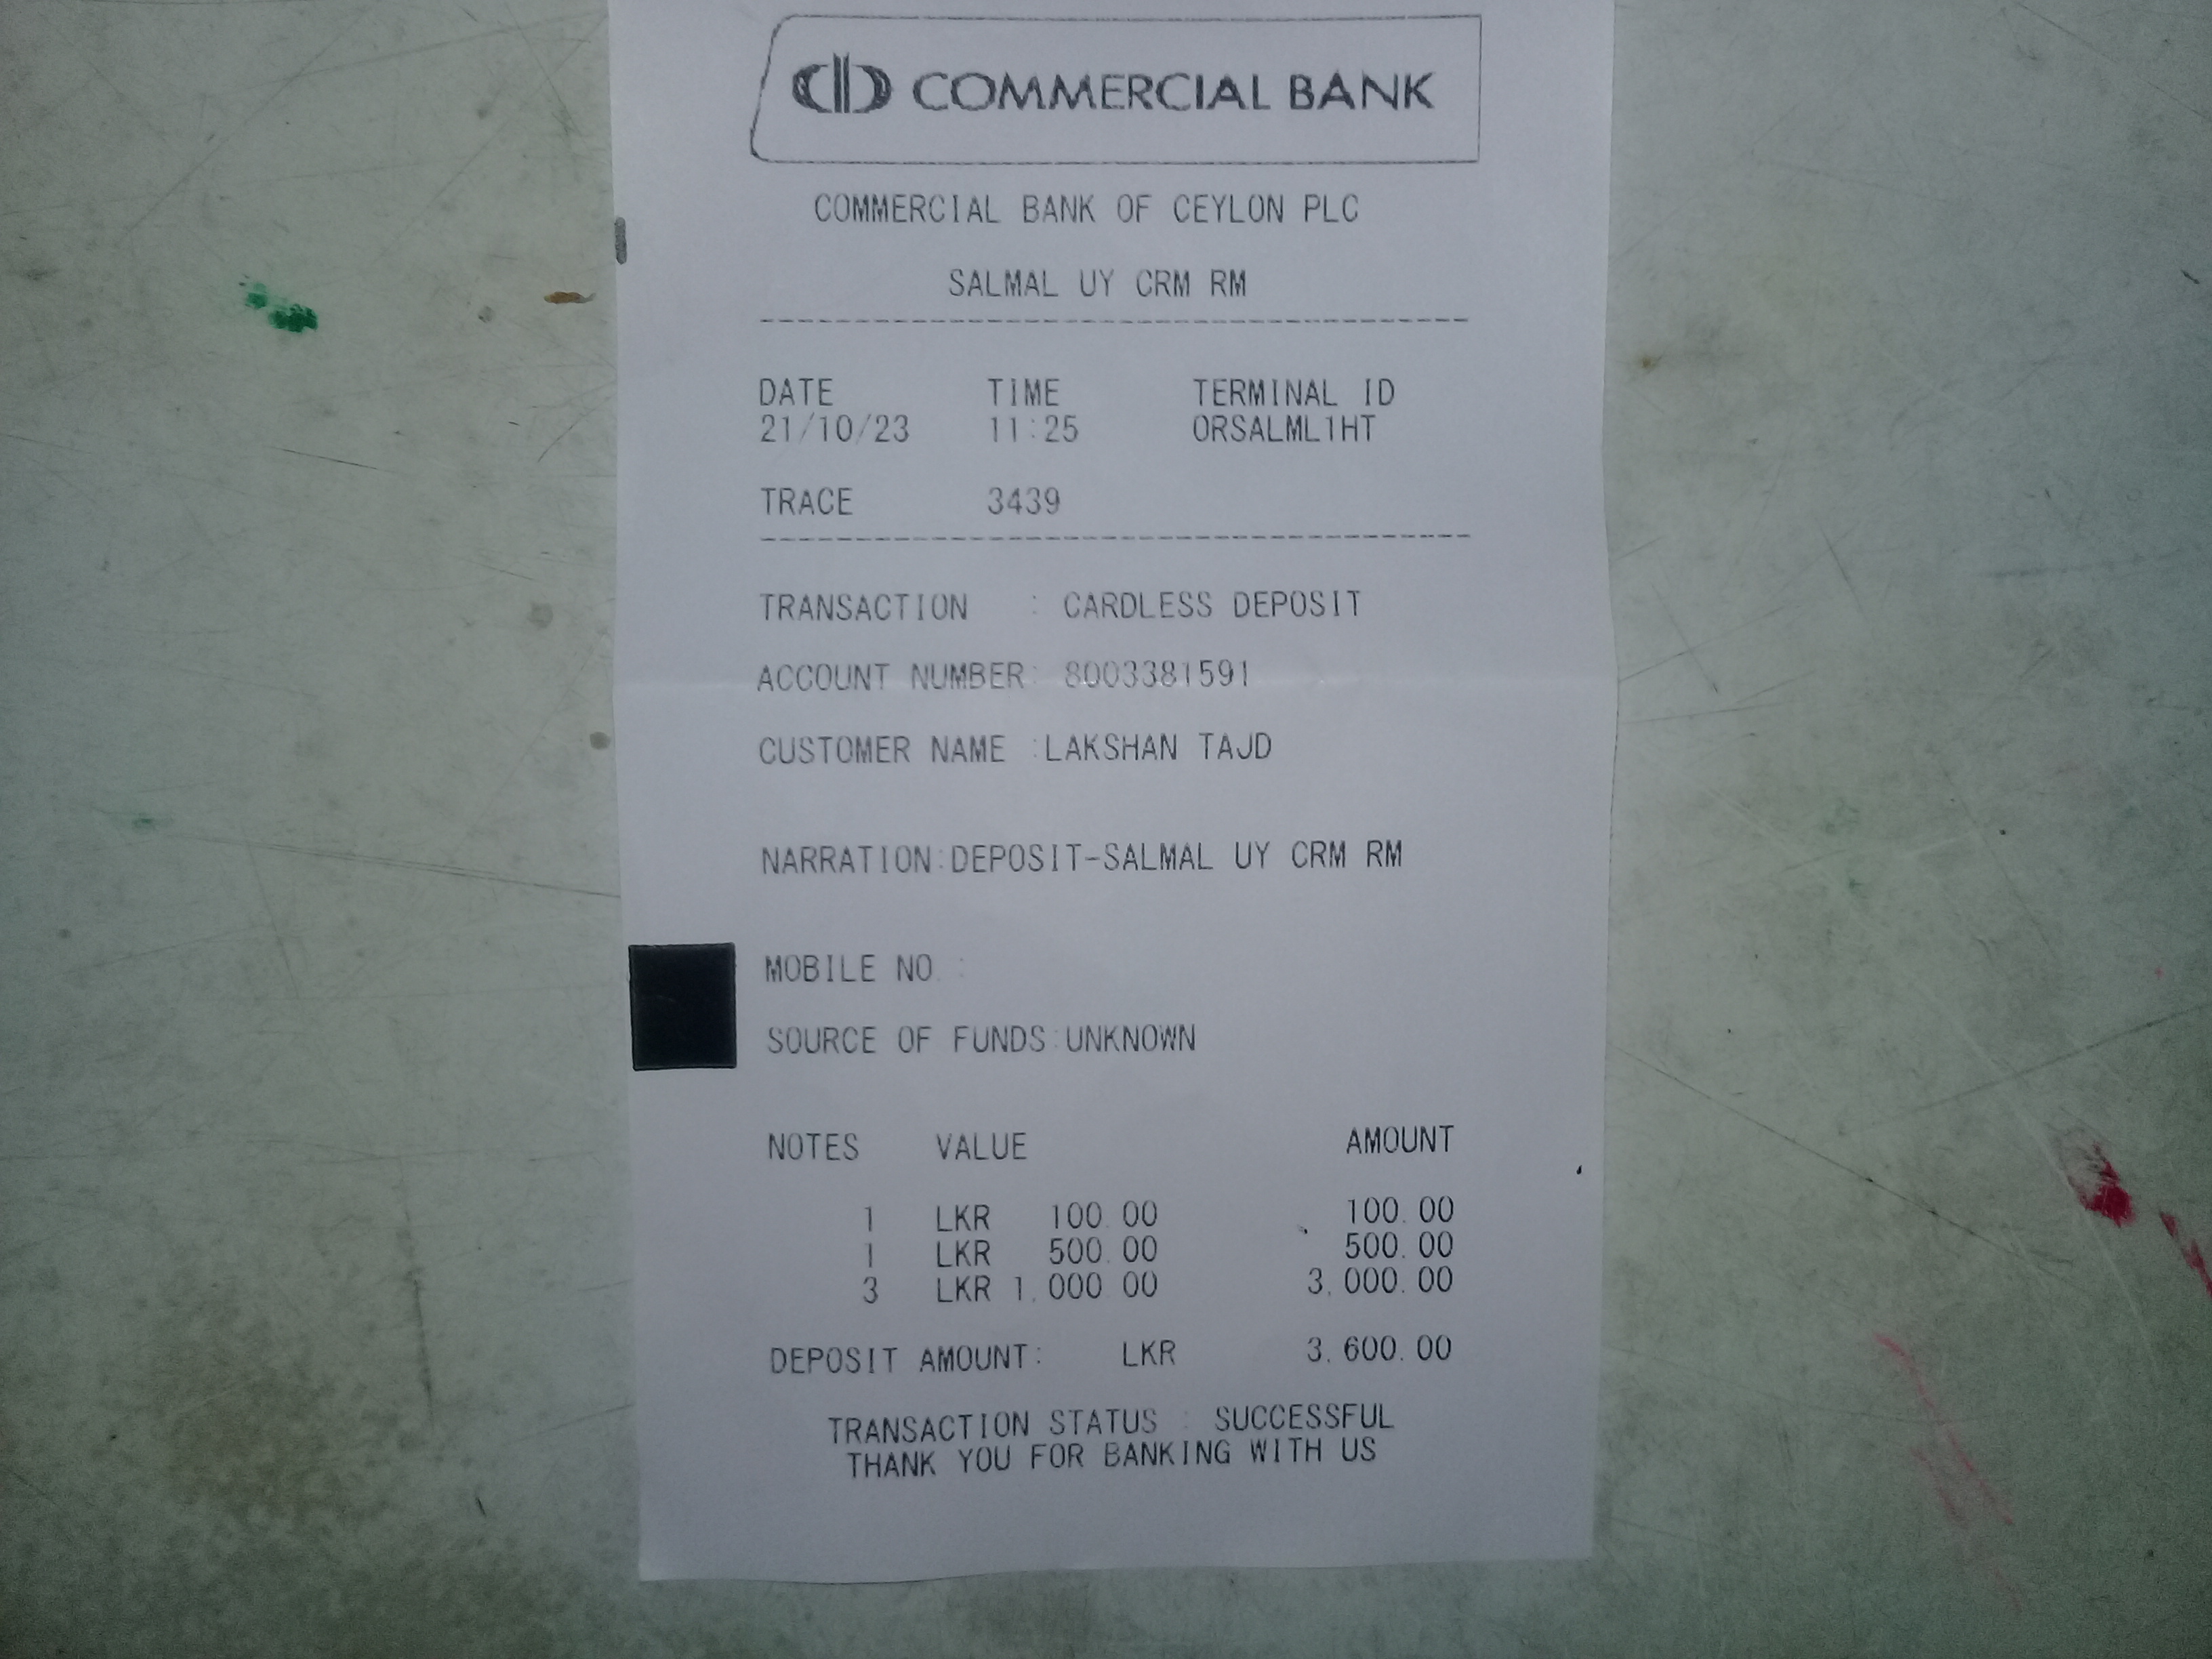 COMMERCIAL BANK
COMMERCIAL BANK OF CEYLON PLC
SALMAL UY CRM RM
DATE TIME TERMINAL ID
21/10/23 11:25 ORSALML1HT
TRACE 3439
TRANSACTION : CARDLESS DEPOSIT
ACCOUNT NUMBER: 8003381591
CUSTOMER NAME :LAKSHAN TAJD
NARRATION:DEPOSIT-SALMAL UY CRM RM
MOBILE NO :
SOURCE OF FUNDS:UNKNOWN
NOTES VALUE AMOUNT
1 LKR 100.00 100.00
1 LKR 500.00 500.00
3 LKR 1,000.00 3,000.00
DEPOSIT AMOUNT: LKR 3,600.00
TRANSACTION STATUS : SUCCESSFUL
THANK YOU FOR BANKING WITH US